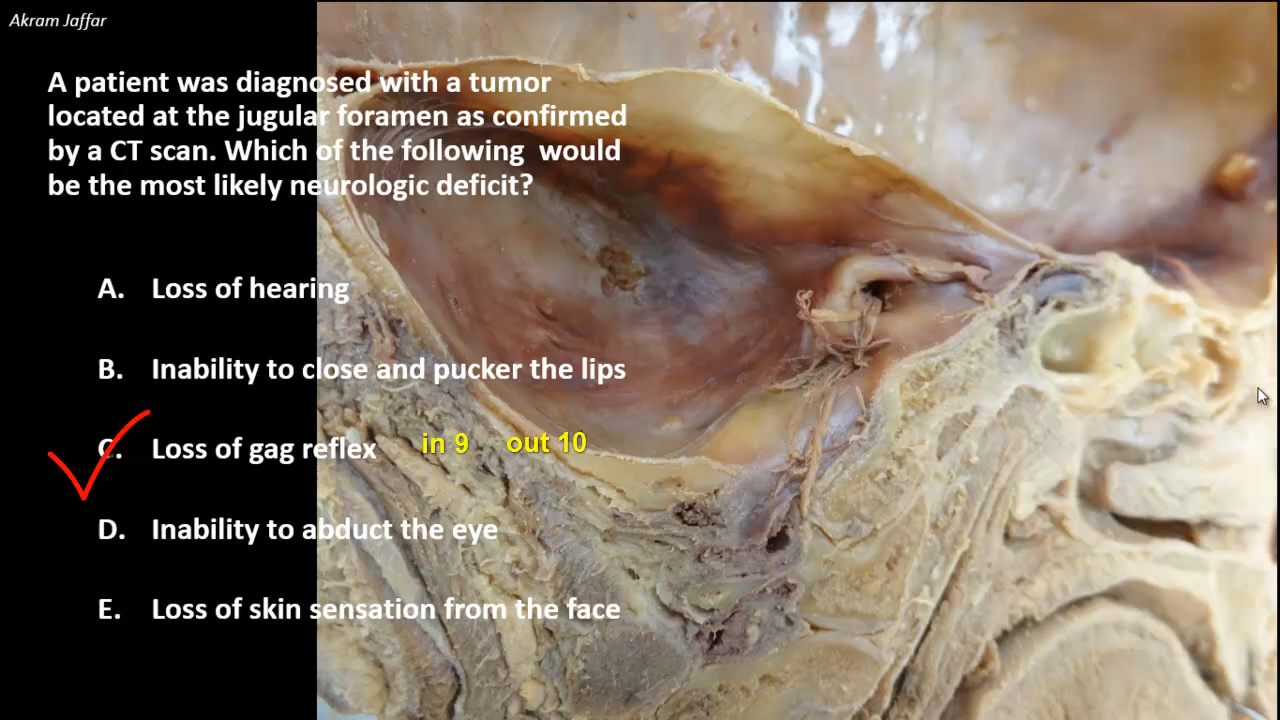 Akram Jaffar
A patient was diagnosed with a tumor
located at the jugular foramen as confirmed
by a CT scan. Which of the following would
be the most likely neurologic deficit?
A. Loss of hearing
B. Inability to close and pucker the lips
C. Loss of gag reflex in 9 out 10
D. Inability to abduct the eye
E. Loss of skin sensation from the face